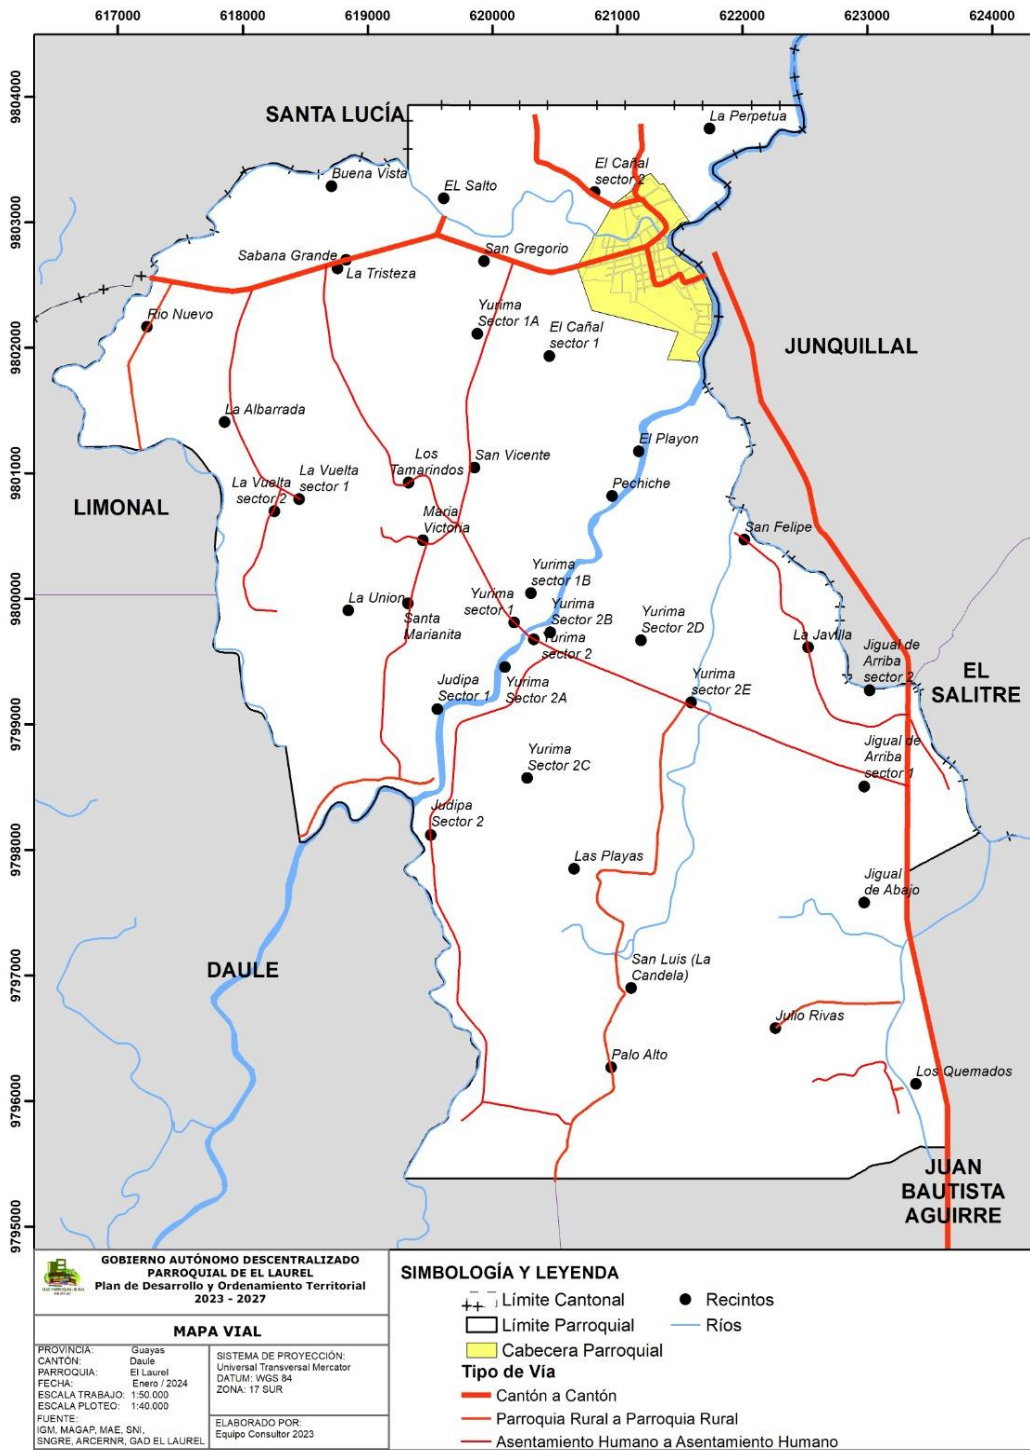 617000 618000 619000 620000 621000 622000 623000 624000
9804000
9803000
9802000
9801000
9800000
9799000
9798000
9797000
9796000
9795000
SANTA LUCÍA
La Perpetua
El Cañal
sector 2
Buena Vista
EL Salto
Sabana Grande
La Tristeza
San Gregorio
Rio Nuevo
Yurima
Sector 1A
El Cañal
sector 1
JUNQUILLAL
La Albarrada
El Playon
La Vuelta
sector 1
La Vuelta
sector 2
Los
Tamarindos
San Vicente
Pechiche
LIMONAL
Maria
Victoria
San Felipe
Yurima
sector 1B
La Union
Santa
Marianita
Yurima
sector 1
Yurima
Sector 2B
Yurima
sector 2
Yurima
Sector 2D
La Javilla
Jigual de
Arriba
sector 2
EL
SALITRE
Judipa
Sector 1
Yurima
Sector 2A
Yurima
sector 2E
Yurima
Sector 2C
Jigual de
Arriba
sector 1
Judipa
Sector 2
Las Playas
Jigual
de Abajo
DAULE
San Luis (La
Candela)
Julio Rivas
Palo Alto
Los Quemados
JUAN
BAUTISTA
AGUIRRE
GOBIERNO AUTÓNOMO DESCENTRALIZADO
PARROQUIAL DE EL LAUREL
Plan de Desarrollo y Ordenamiento Territorial
2023 - 2027
MAPA VIAL
PROVINCIA: Guayas
CANTÓN: Daule
PARROQUIA: El Laurel
FECHA: Enero / 2024
ESCALA TRABAJO: 1:50.000
ESCALA PLOTEO: 1:40.000
FUENTE:
IGM, MAGAP, MAE, SNI,
SNGRE, ARCERNR, GAD EL LAUREL
SISTEMA DE PROYECCIÓN:
Universal Transversal Mercator
DATUM: WGS 84
ZONA: 17 SUR
ELABORADO POR:
Equipo Consultor 2023
SIMBOLOGÍA Y LEYENDA
Límite Cantonal
Límite Parroquial
Cabecera Parroquial
Recintos
Ríos
Tipo de Vía
Cantón a Cantón
Parroquia Rural a Parroquia Rural
Asentamiento Humano a Asentamiento Humano